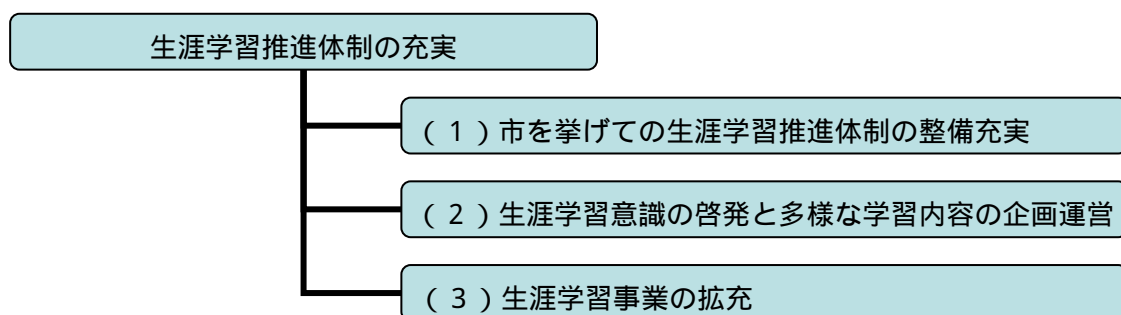 生涯学習推進体制の充実
（１）市を挙げての生涯学習推進体制の整備充実
（２）生涯学習意識の啓発と多様な学習内容の企画運営
（３）生涯学習事業の拡充